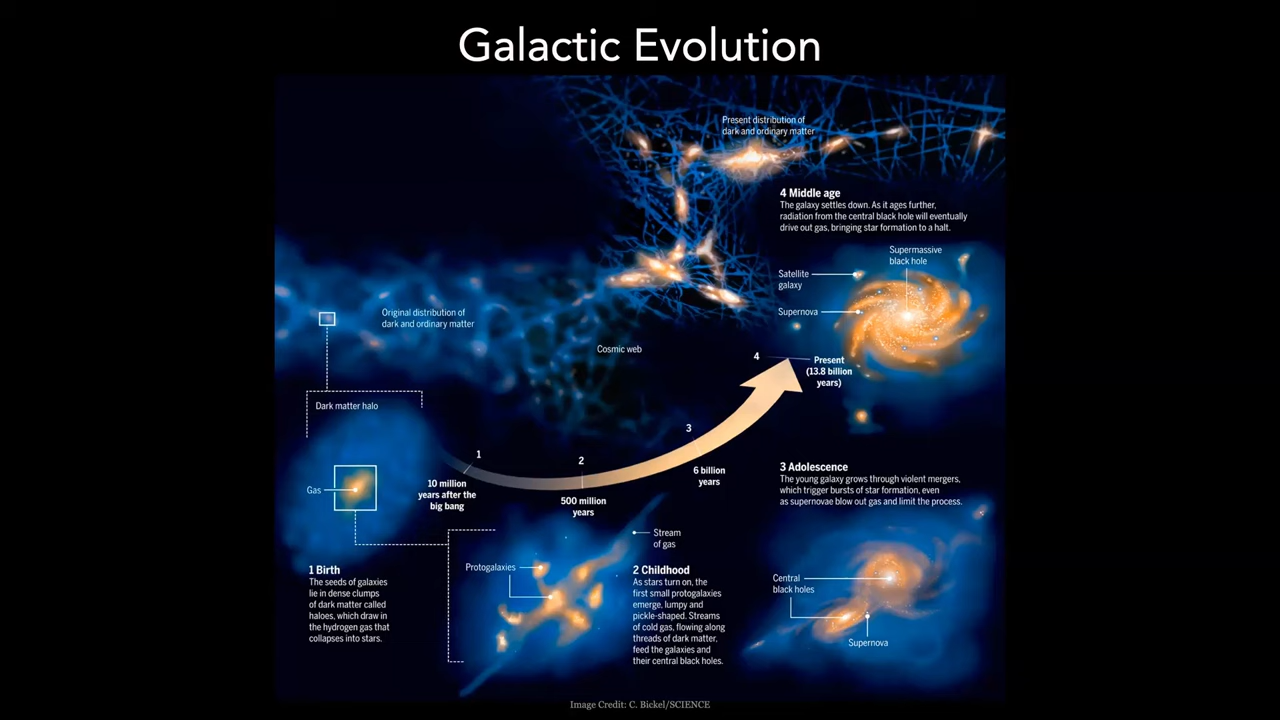 Galactic Evolution
Present distribution of
dark and ordinary matter
4 Middle age
The galaxy settles down. As it ages further,
radiation from the central black hole will eventually
drive out gas, bringing star formation to a halt.
Supermassive
black hole
Satellite
galaxy
Supernova
Original distribution of
dark and ordinary matter
Cosmic web
4
Present
(13.8 billion
years)
Dark matter halo
3
6 billion
years
2
500 million
years
1
10 million
years after the
big bang
Gas
3 Adolescence
The young galaxy grows through violent mergers,
which trigger bursts of star formation, even
as supernovae blow out gas and limit the process.
Stream
of gas
Protogalaxies
1 Birth
The seeds of galaxies
lie in dense clumps
of dark matter called
haloes, which draw in
the hydrogen gas that
collapses into stars.
2 Childhood
As stars turn on, the
first small protogalaxies
emerge, lumpy and
pickle-shaped. Streams
of cold gas, flowing along
threads of dark matter,
feed the galaxies and
their central black holes.
Central
black holes
Supernova
Image Credit: C. Bickel/SCIENCE